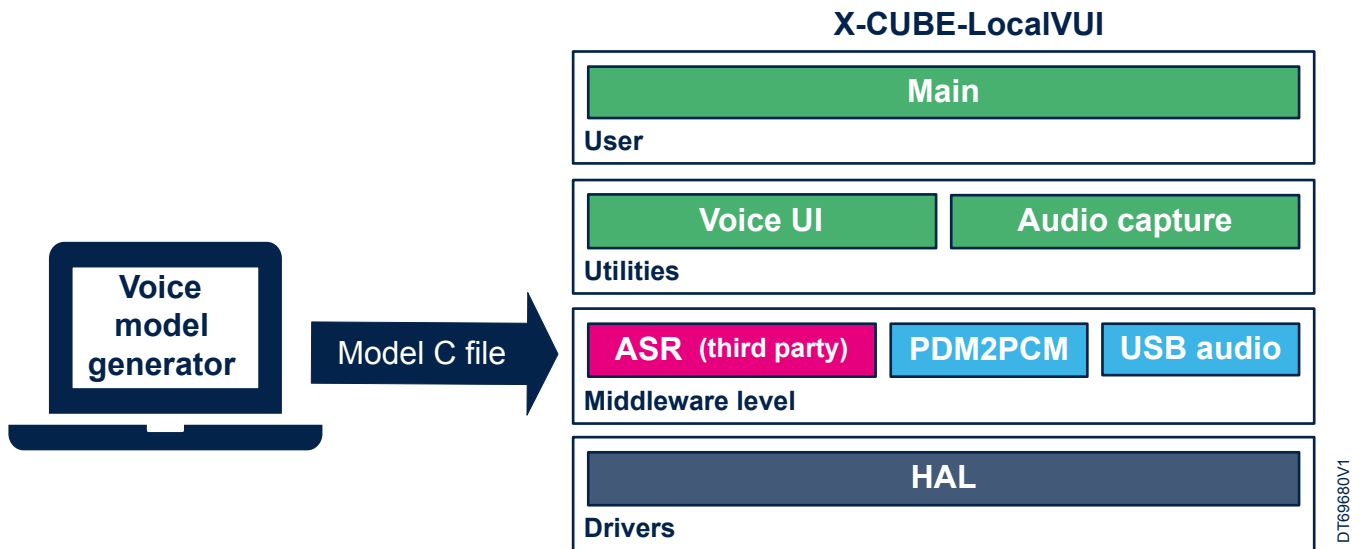 X-CUBE-LocalVUI
Main
User
Voice UI
Audio capture
Utilities
Voice
model
generator
Model C file
ASR (third party)
PDM2PCM
USB audio
Middleware level
HAL
Drivers
DT69680V1